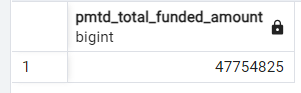 pmtd_total_funded_amount
bigint
1 47754825